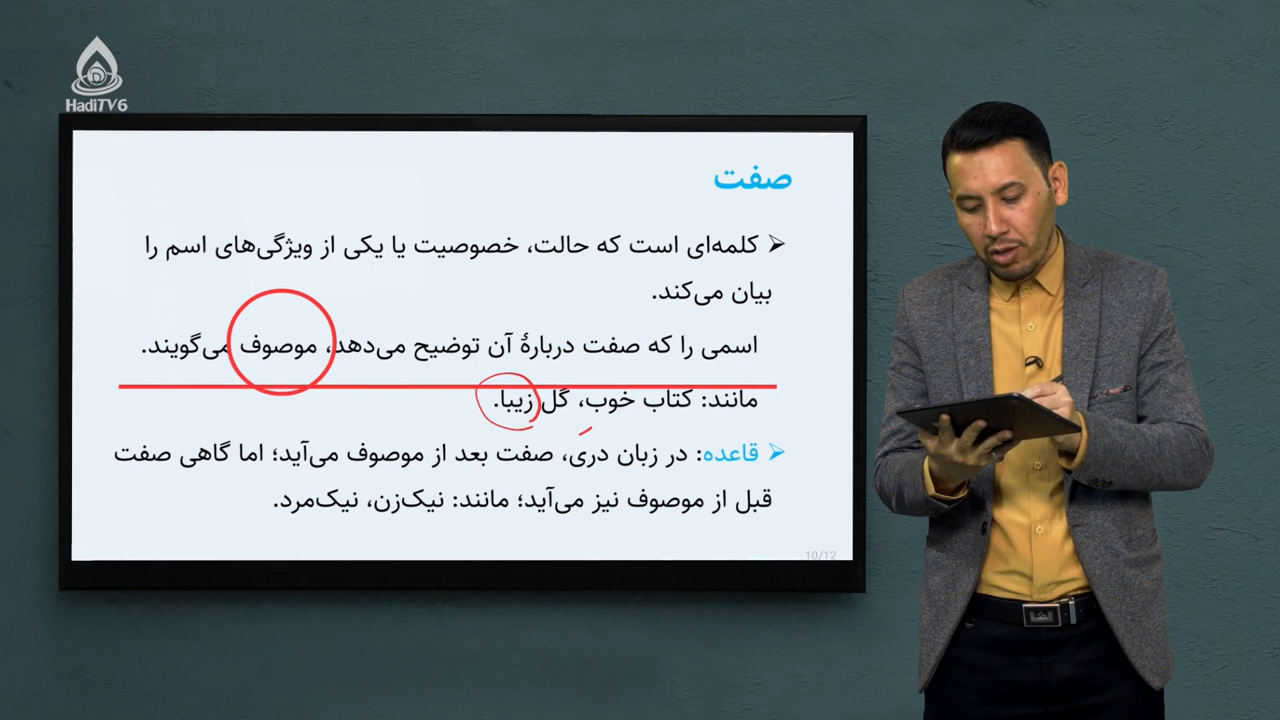 HadiTV6
صفت
کلمه‌ای است که حالت، خصوصیت یا یکی از ویژگی‌های اسم را
بیان می‌کند.
اسمی را که صفت دربارهٔ آن توضیح می‌دهد، موصوف می‌گویند.
مانند: کتاب خوب، گل زیبا.
قاعده: در زبان دری، صفت بعد از موصوف می‌آید؛ اما گاهی صفت
قبل از موصوف نیز می‌آید؛ مانند: نیک‌زن، نیک‌مرد.
10/12